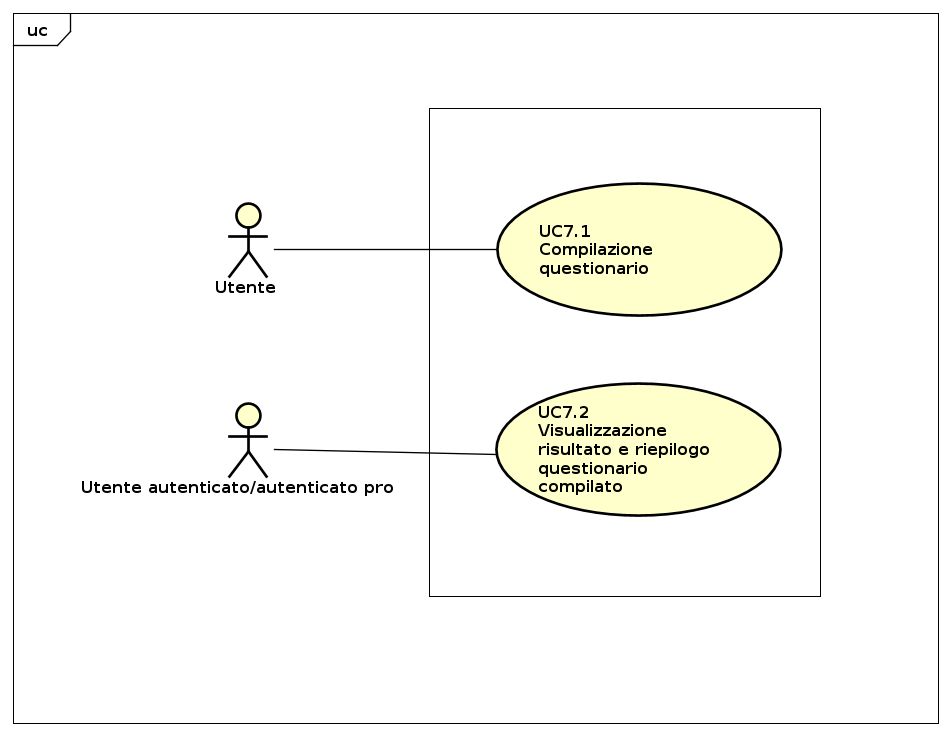 uc
UC7.1
Compilazione
questionario
Utente
UC7.2
Visualizzazione
risultato e riepilogo
questionario
compilato
Utente autenticato/autenticato pro